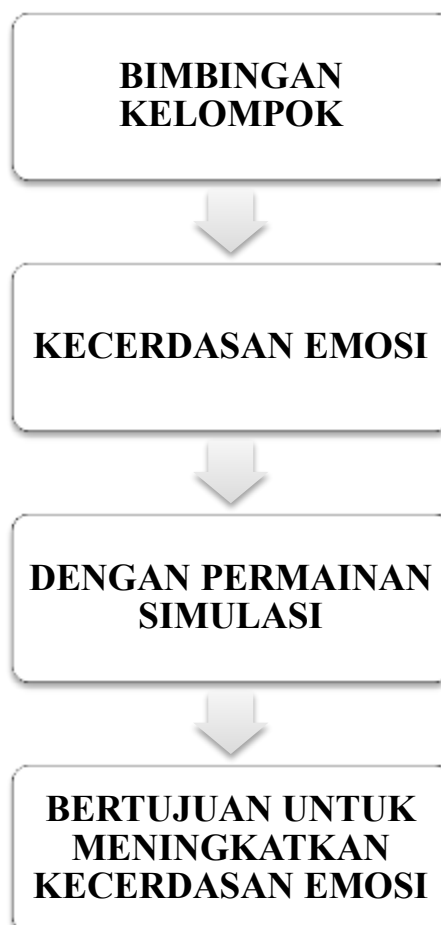 BIMBINGAN
KELOMPOK
KECERDASAN EMOSI
DENGAN PERMAINAN
SIMULASI
BERTUJUAN UNTUK
MENINGKATKAN
KECERDASAN EMOSI